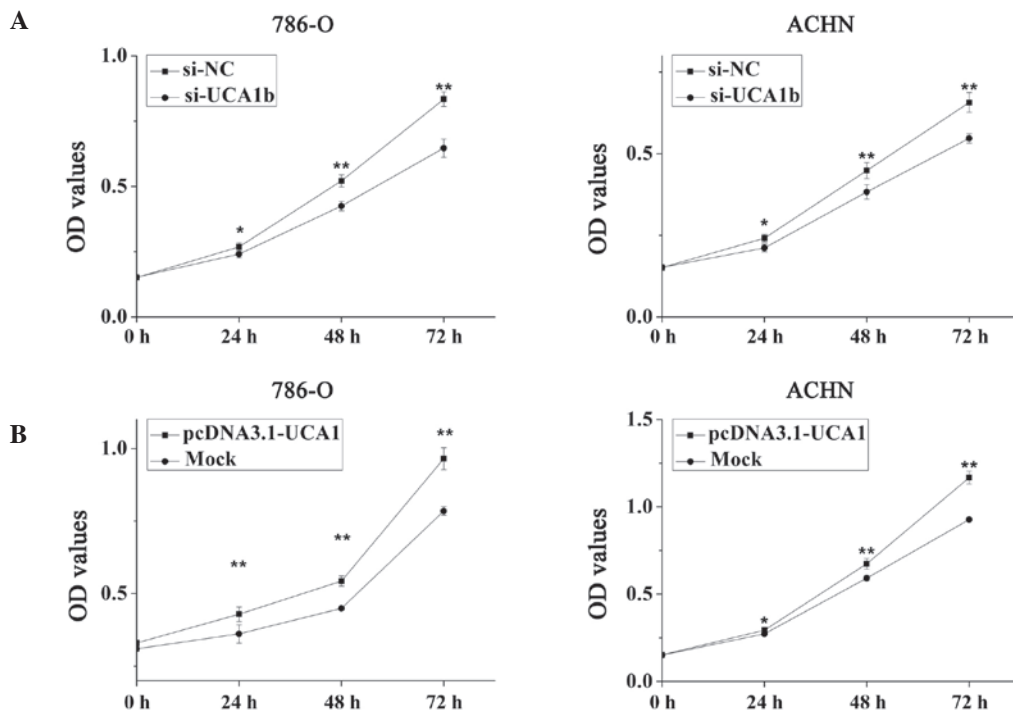 A
786-O
1.0
0.5
0.0
OD values
si-NC
si-UCA1b
*
**
**
0 h 24 h 48 h 72 h
ACHN
0.5
0.0
OD values
si-NC
si-UCA1b
*
**
**
0 h 24 h 48 h 72 h
B
786-O
1.0
0.5
OD values
pcDNA3.1-UCA1
Mock
**
**
**
0 h 24 h 48 h 72 h
ACHN
1.5
1.0
0.5
0.0
OD values
pcDNA3.1-UCA1
Mock
*
**
**
0 h 24 h 48 h 72 h